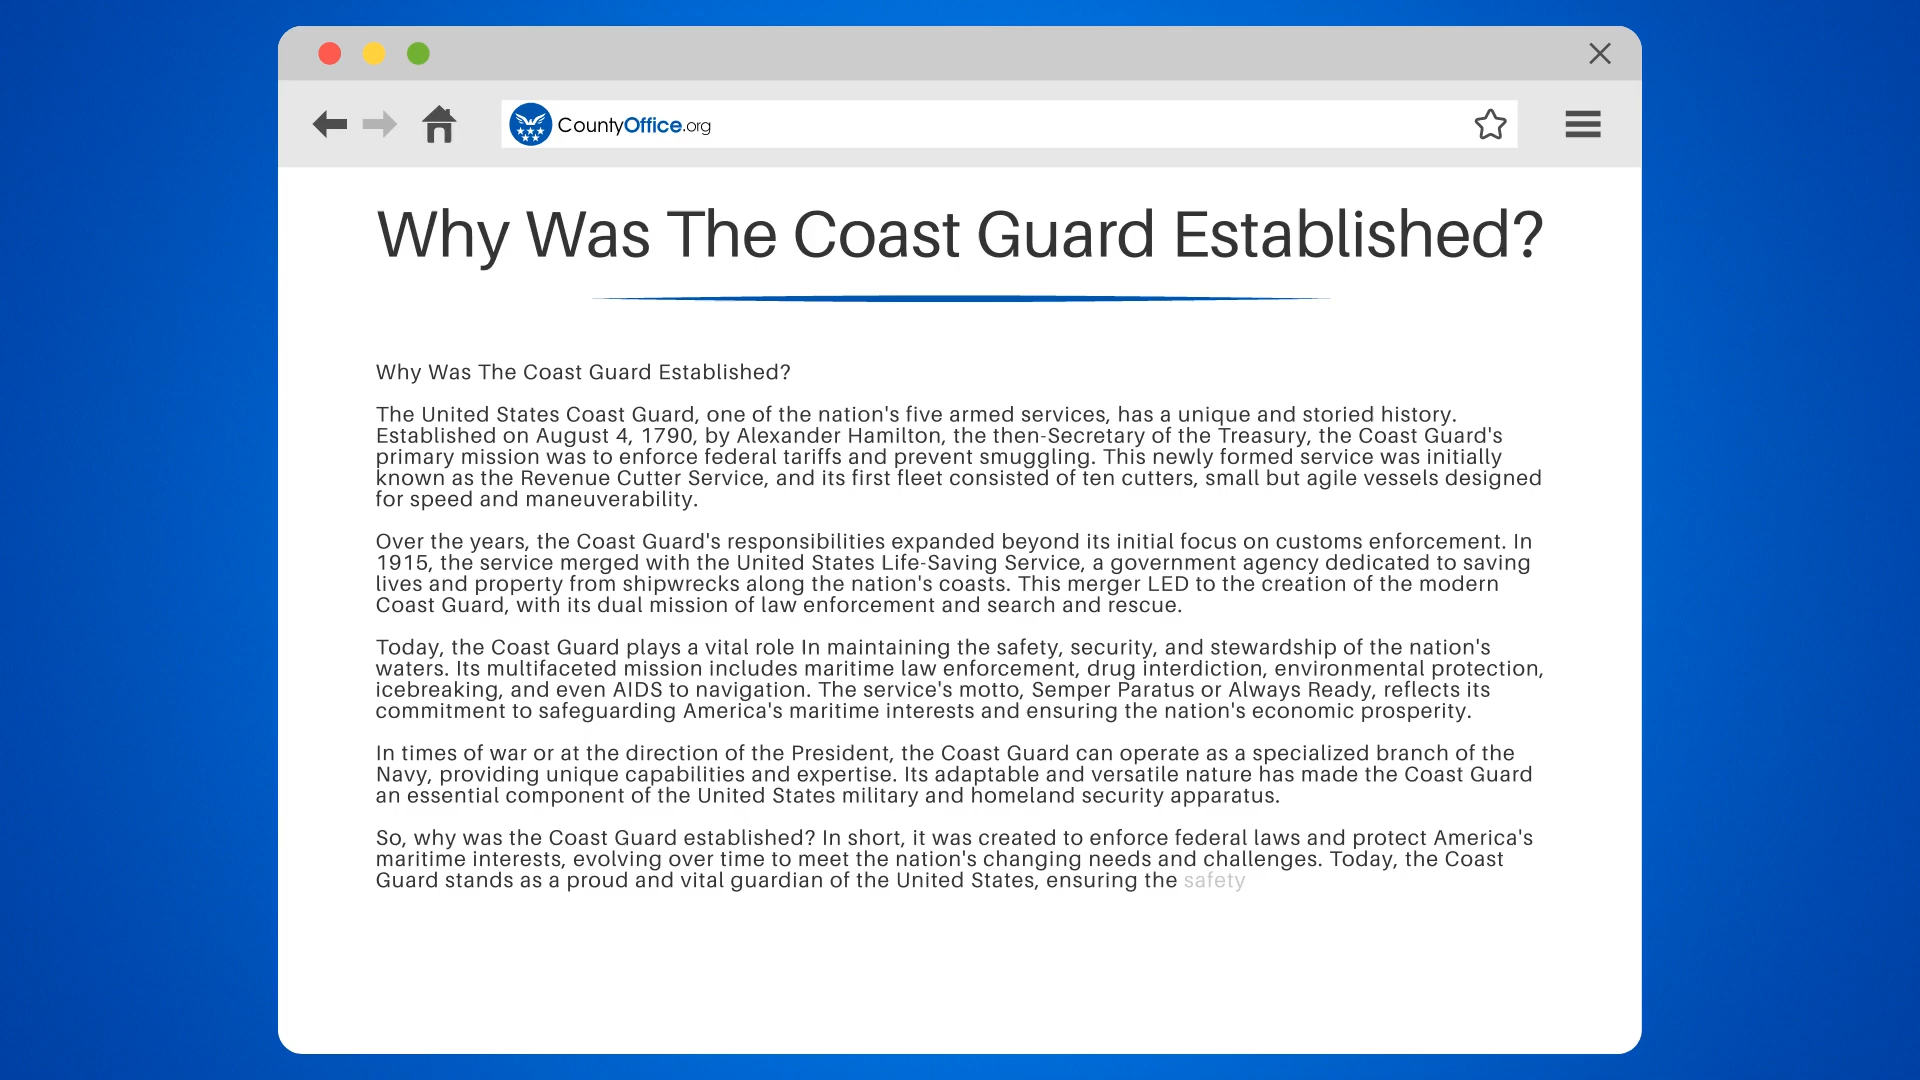 CountyOffice.org
Why Was The Coast Guard Established?
Why Was The Coast Guard Established?
The United States Coast Guard, one of the nation's five armed services, has a unique and storied history.
Established on August 4, 1790, by Alexander Hamilton, the then-Secretary of the Treasury, the Coast Guard's
primary mission was to enforce federal tariffs and prevent smuggling. This newly formed service was initially
known as the Revenue Cutter Service, and its first fleet consisted of ten cutters, small but agile vessels designed
for speed and maneuverability.
Over the years, the Coast Guard's responsibilities expanded beyond its initial focus on customs enforcement. In
1915, the service merged with the United States Life-Saving Service, a government agency dedicated to saving
lives and property from shipwrecks along the nation's coasts. This merger LED to the creation of the modern
Coast Guard, with its dual mission of law enforcement and search and rescue.
Today, the Coast Guard plays a vital role In maintaining the safety, security, and stewardship of the nation's
waters. Its multifaceted mission includes maritime law enforcement, drug interdiction, environmental protection,
icebreaking, and even AIDS to navigation. The service's motto, Semper Paratus or Always Ready, reflects its
commitment to safeguarding America's maritime interests and ensuring the nation's economic prosperity.
In times of war or at the direction of the President, the Coast Guard can operate as a specialized branch of the
Navy, providing unique capabilities and expertise. Its adaptable and versatile nature has made the Coast Guard
an essential component of the United States military and homeland security apparatus.
So, why was the Coast Guard established? In short, it was created to enforce federal laws and protect America's
maritime interests, evolving over time to meet the nation's changing needs and challenges. Today, the Coast
Guard stands as a proud and vital guardian of the United States, ensuring the safety